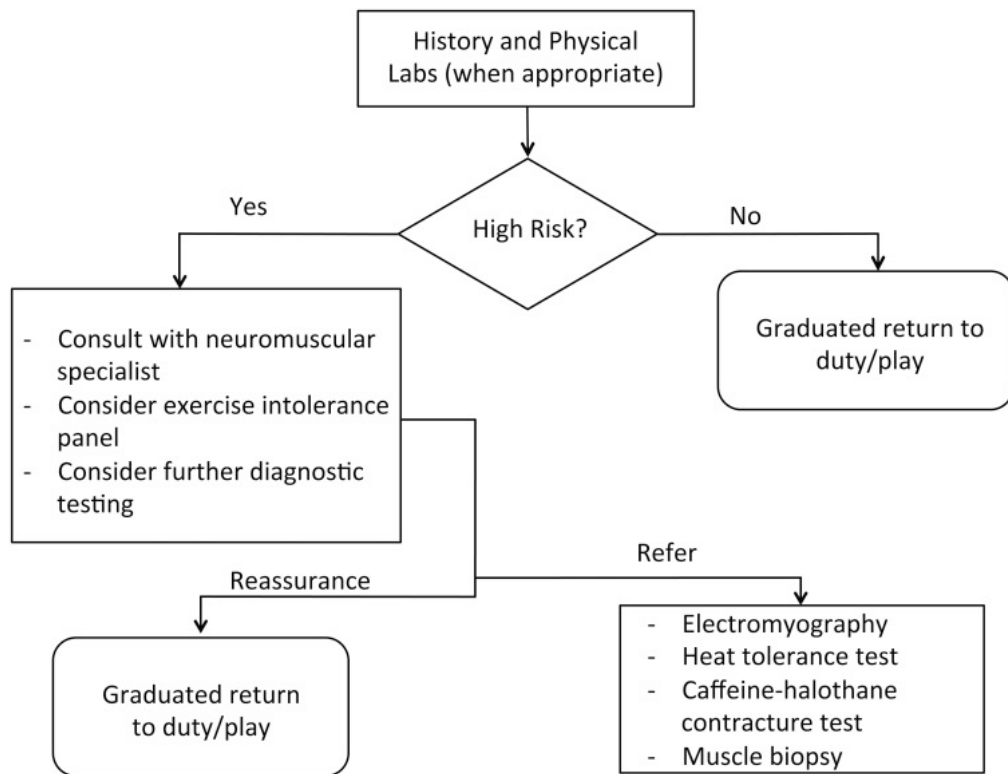 History and Physical
Labs (when appropriate)
Yes
High Risk?
No
- Consult with neuromuscular
specialist
- Consider exercise intolerance
panel
- Consider further diagnostic
testing
Graduated return to
duty/play
Reassurance
Refer
Graduated return
to duty/play
- Electromyography
- Heat tolerance test
- Caffeine-halothane
contracture test
- Muscle biopsy